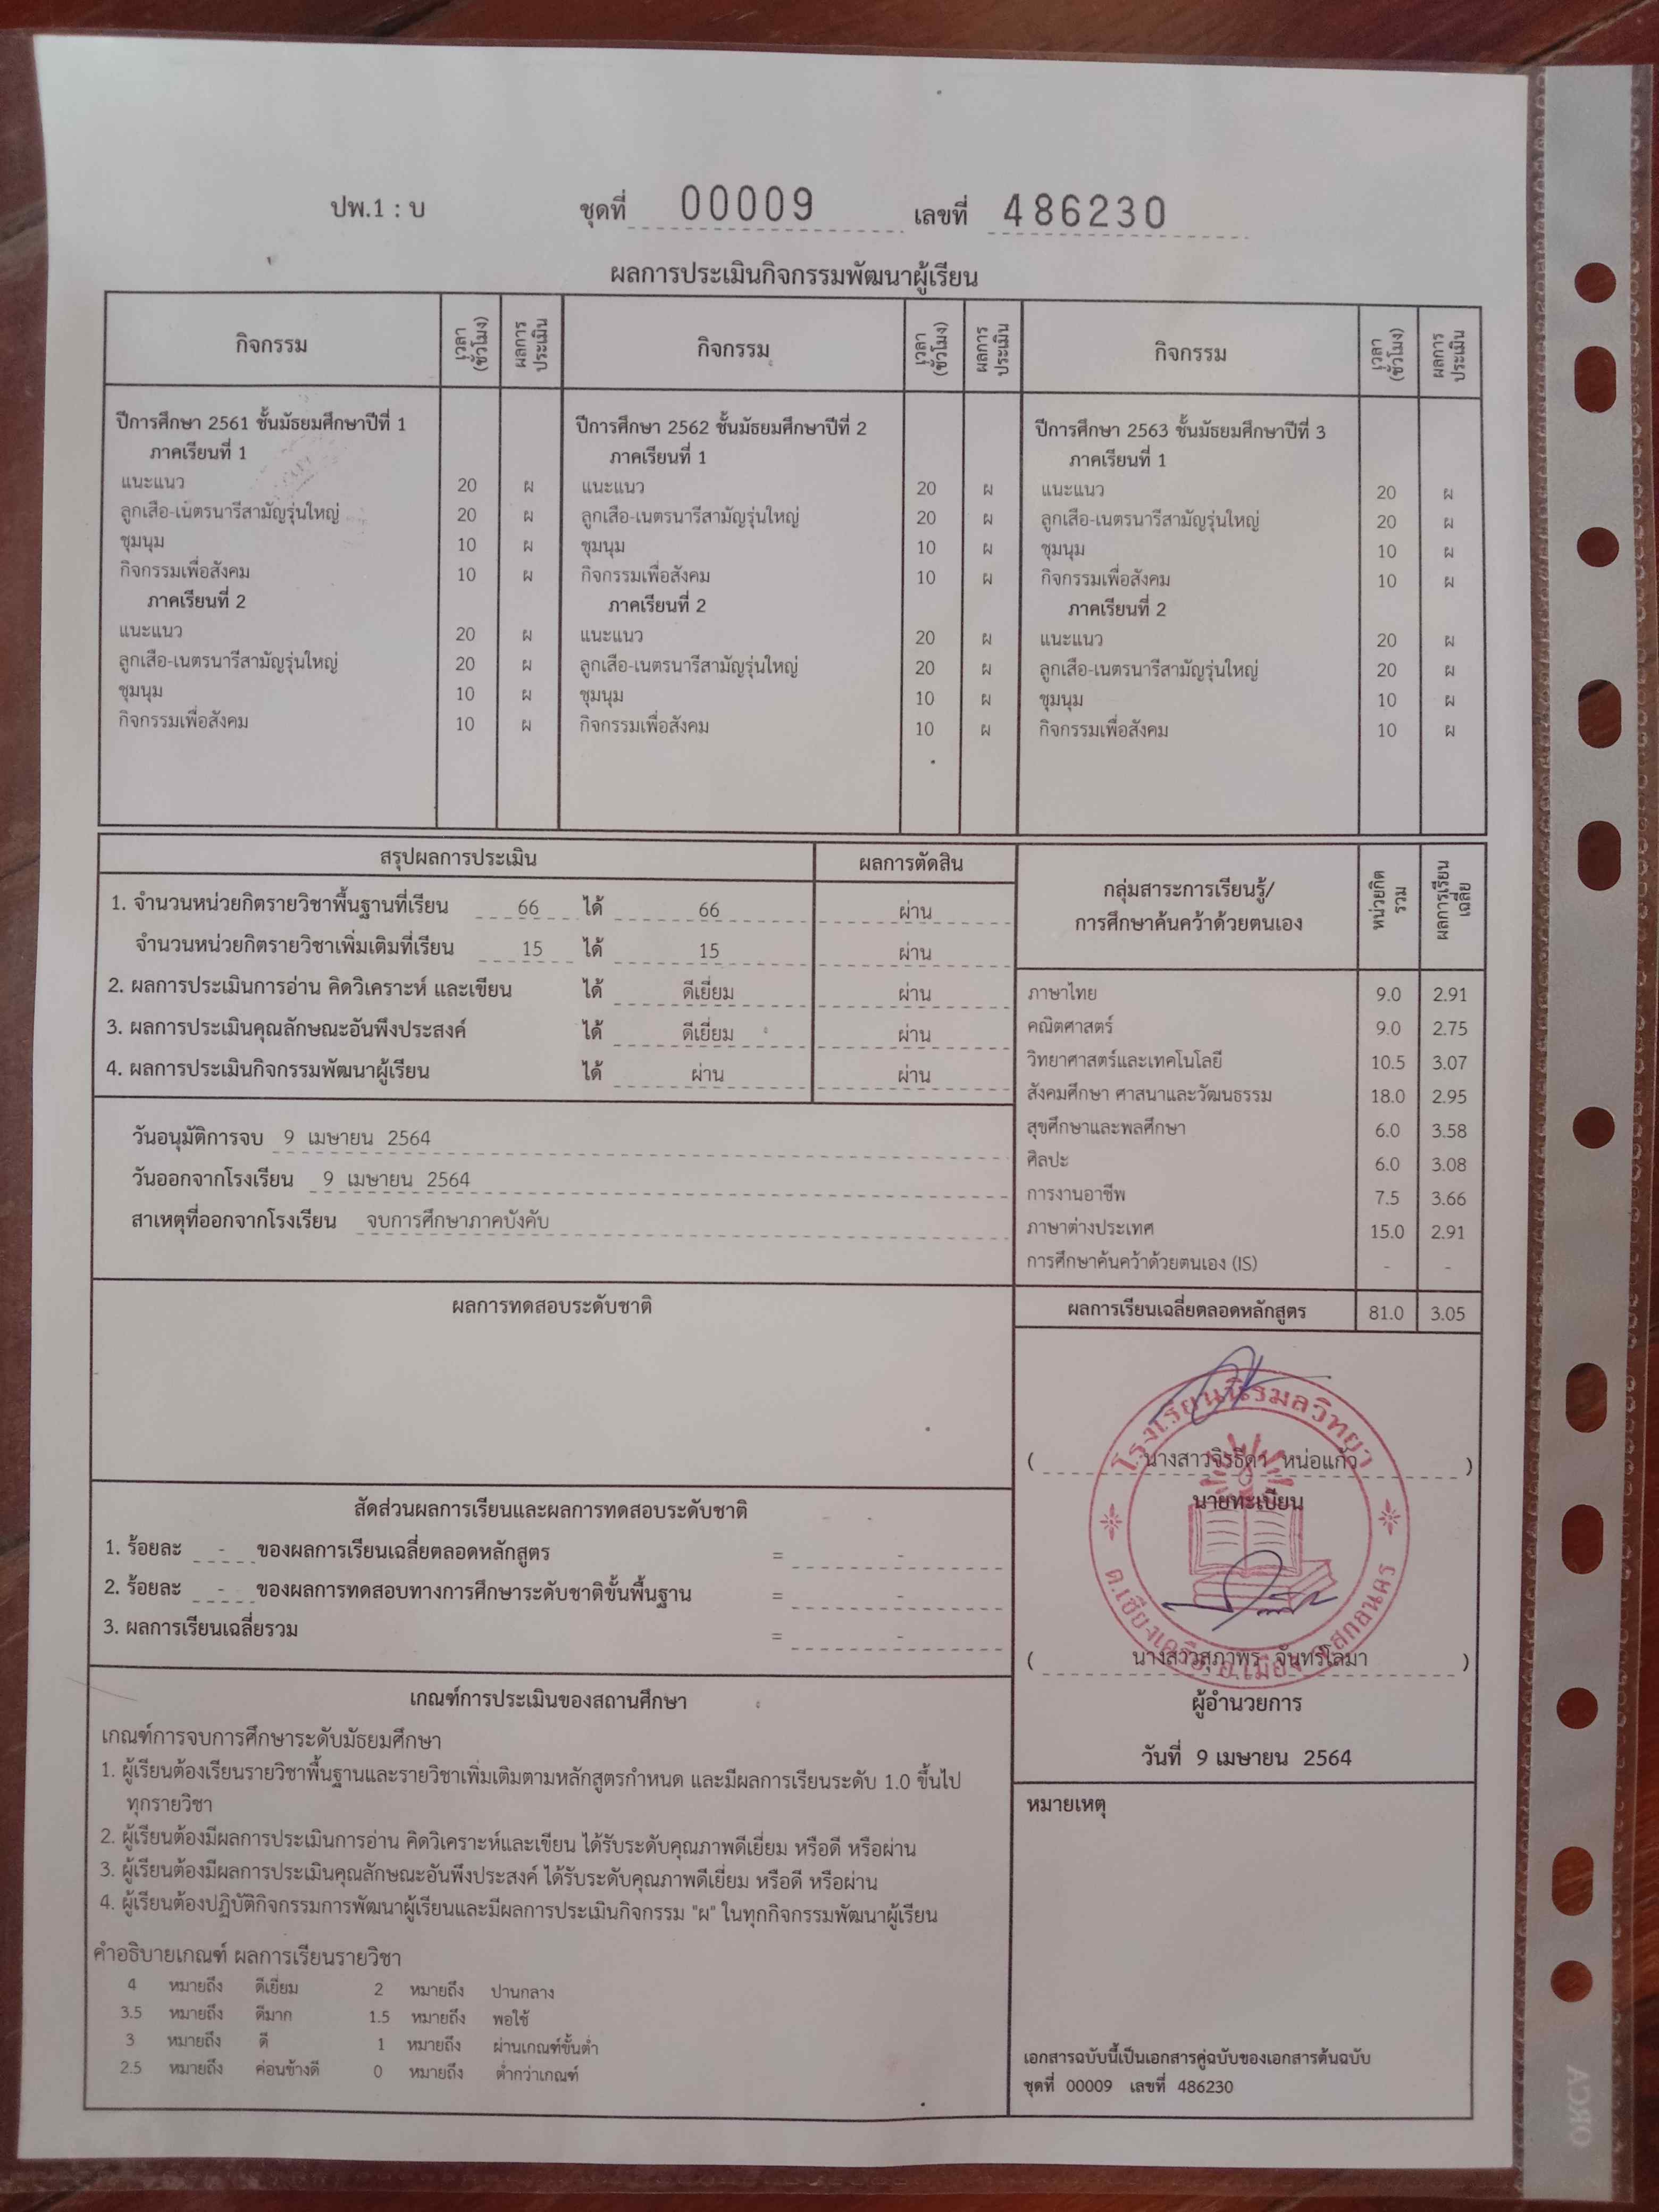 ปพ.1 : บ ชุดที่ 00009 เลขที่ 486230
ผลการประเมินกิจกรรมพัฒนาผู้เรียน
กิจกรรม เวลา (ชั่วโมง) ผลการประเมิน กิจกรรม เวลา (ชั่วโมง) ผลการประเมิน กิจกรรม เวลา (ชั่วโมง) ผลการประเมิน
ปีการศึกษา 2561 ชั้นมัธยมศึกษาปีที่ 1 ปีการศึกษา 2562 ชั้นมัธยมศึกษาปีที่ 2 ปีการศึกษา 2563 ชั้นมัธยมศึกษาปีที่ 3
ภาคเรียนที่ 1 ภาคเรียนที่ 1 ภาคเรียนที่ 1
แนะแนว 20 ผ แนะแนว 20 ผ แนะแนว 20 ผ
ลูกเสือ-เนตรนารีสามัญรุ่นใหญ่ 20 ผ ลูกเสือ-เนตรนารีสามัญรุ่นใหญ่ 20 ผ ลูกเสือ-เนตรนารีสามัญรุ่นใหญ่ 20 ผ
ชุมนุม 10 ผ ชุมนุม 10 ผ ชุมนุม 10 ผ
กิจกรรมเพื่อสังคม 10 ผ กิจกรรมเพื่อสังคม 10 ผ กิจกรรมเพื่อสังคม 10 ผ
ภาคเรียนที่ 2 ภาคเรียนที่ 2 ภาคเรียนที่ 2
แนะแนว 20 ผ แนะแนว 20 ผ แนะแนว 20 ผ
ลูกเสือ-เนตรนารีสามัญรุ่นใหญ่ 20 ผ ลูกเสือ-เนตรนารีสามัญรุ่นใหญ่ 20 ผ ลูกเสือ-เนตรนารีสามัญรุ่นใหญ่ 20 ผ
ชุมนุม 10 ผ ชุมนุม 10 ผ ชุมนุม 10 ผ
กิจกรรมเพื่อสังคม 10 ผ กิจกรรมเพื่อสังคม 10 ผ กิจกรรมเพื่อสังคม 10 ผ
สรุปผลการประเมิน ผลการตัดสิน
1. จำนวนหน่วยกิตรายวิชาพื้นฐานที่เรียน 66 ได้ 66 ผ่าน
จำนวนหน่วยกิตรายวิชาเพิ่มเติมที่เรียน 15 ได้ 15 ผ่าน
2. ผลการประเมินการอ่าน คิดวิเคราะห์ และเขียน ได้ ดีเยี่ยม ผ่าน
3. ผลการประเมินคุณลักษณะอันพึงประสงค์ ได้ ดีเยี่ยม ผ่าน
4. ผลการประเมินกิจกรรมพัฒนาผู้เรียน ได้ ผ่าน ผ่าน
วันอนุมัติการจบ 9 เมษายน 2564
วันออกจากโรงเรียน 9 เมษายน 2564
สาเหตุที่ออกจากโรงเรียน จบการศึกษาภาคบังคับ
ผลการทดสอบระดับชาติ
สัดส่วนผลการเรียนและผลการทดสอบระดับชาติ
1. ร้อยละ - ของผลการเรียนเฉลี่ยตลอดหลักสูตร = -
2. ร้อยละ - ของผลการทดสอบทางการศึกษาระดับชาติขั้นพื้นฐาน = -
3. ผลการเรียนเฉลี่ยรวม = -
เกณฑ์การประเมินของสถานศึกษา
เกณฑ์การจบการศึกษาระดับมัธยมศึกษา
1. ผู้เรียนต้องเรียนรายวิชาพื้นฐานและรายวิชาเพิ่มเติมตามหลักสูตรกำหนด และมีผลการเรียนระดับ 1.0 ขึ้นไป
ทุกรายวิชา
2. ผู้เรียนต้องมีผลการประเมินการอ่าน คิดวิเคราะห์และเขียน ได้รับระดับคุณภาพดีเยี่ยม หรือดี หรือผ่าน
3. ผู้เรียนต้องมีผลการประเมินคุณลักษณะอันพึงประสงค์ ได้รับระดับคุณภาพดีเยี่ยม หรือดี หรือผ่าน
4. ผู้เรียนต้องปฏิบัติกิจกรรมการพัฒนาผู้เรียนและมีผลการประเมินกิจกรรม "ผ" ในทุกกิจกรรมพัฒนาผู้เรียน
คำอธิบายเกณฑ์ ผลการเรียนรายวิชา
4 หมายถึง ดีเยี่ยม 2 หมายถึง ปานกลาง
3.5 หมายถึง ดีมาก 1.5 หมายถึง พอใช้
3 หมายถึง ดี 1 หมายถึง ผ่านเกณฑ์ขั้นต่ำ
2.5 หมายถึง ค่อนข้างดี 0 หมายถึง ต่ำกว่าเกณฑ์
กลุ่มสาระการเรียนรู้/ หน่วยกิตรวม ผลการเรียนเฉลี่ย
การศึกษาค้นคว้าด้วยตนเอง
ภาษาไทย 9.0 2.91
คณิตศาสตร์ 9.0 2.75
วิทยาศาสตร์และเทคโนโลยี 10.5 3.07
สังคมศึกษา ศาสนาและวัฒนธรรม 18.0 2.95
สุขศึกษาและพลศึกษา 6.0 3.58
ศิลปะ 6.0 3.08
การงานอาชีพ 7.5 3.66
ภาษาต่างประเทศ 15.0 2.91
การศึกษาค้นคว้าด้วยตนเอง (IS) - -
ผลการเรียนเฉลี่ยตลอดหลักสูตร 81.0 3.05
โรงเรียนนิรมลวิทยา
( นางสาวจิรธิดา หน่อแก้ว )
นายทะเบียน
ต.เชียงเครือ อ.เมือง จ.สกลนคร
( นางสาวสุภาพร จันทร์โลมา )
ผู้อำนวยการ
วันที่ 9 เมษายน 2564
หมายเหตุ
เอกสารฉบับนี้เป็นเอกสารคู่ฉบับของเอกสารต้นฉบับ
ชุดที่ 00009 เลขที่ 486230
ORCA